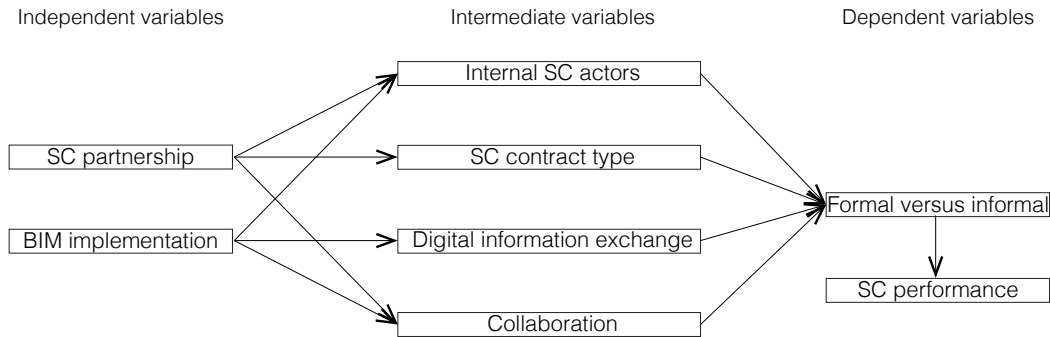 Independent variables
Intermediate variables
Dependent variables
Internal SC actors
SC partnership
SC contract type
Formal versus informal
BIM implementation
Digital information exchange
SC performance
Collaboration